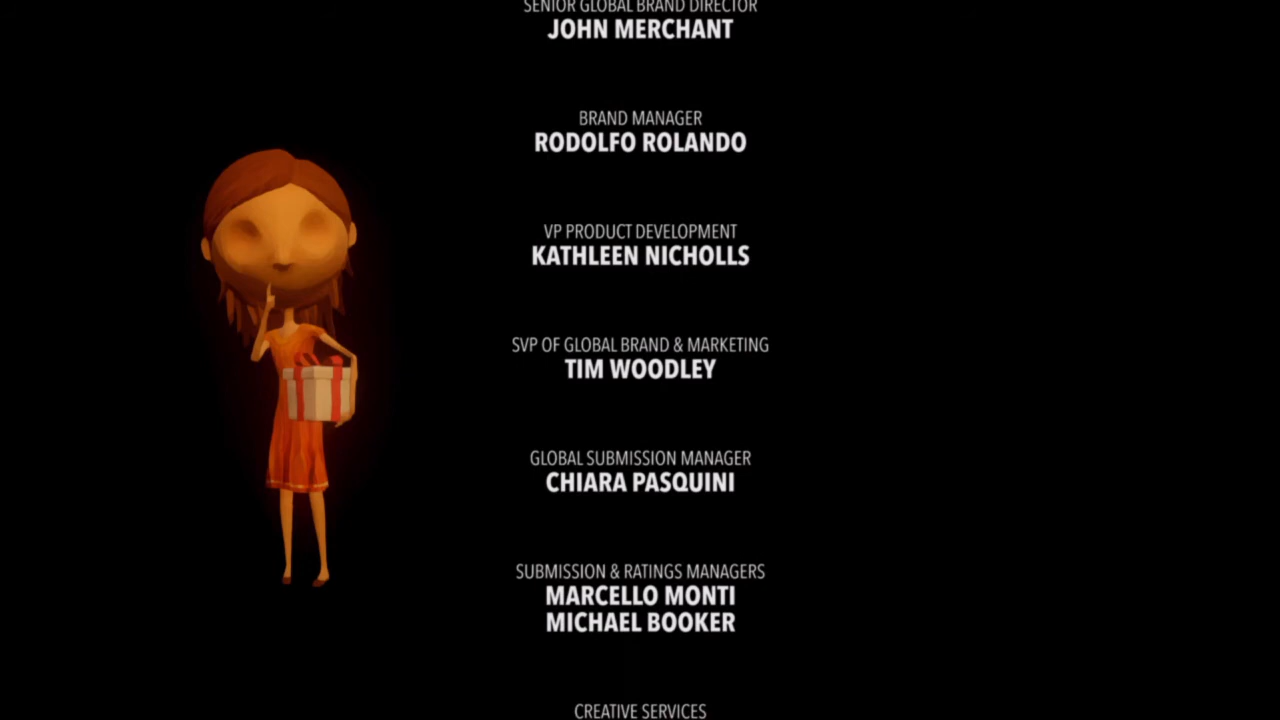 SENIOR GLOBAL BRAND DIRECTOR
JOHN MERCHANT
BRAND MANAGER
RODOLFO ROLANDO
VP PRODUCT DEVELOPMENT
KATHLEEN NICHOLLS
SVP OF GLOBAL BRAND & MARKETING
TIM WOODLEY
GLOBAL SUBMISSION MANAGER
CHIARA PASQUINI
SUBMISSION & RATINGS MANAGERS
MARCELLO MONTI
MICHAEL BOOKER
CREATIVE SERVICES